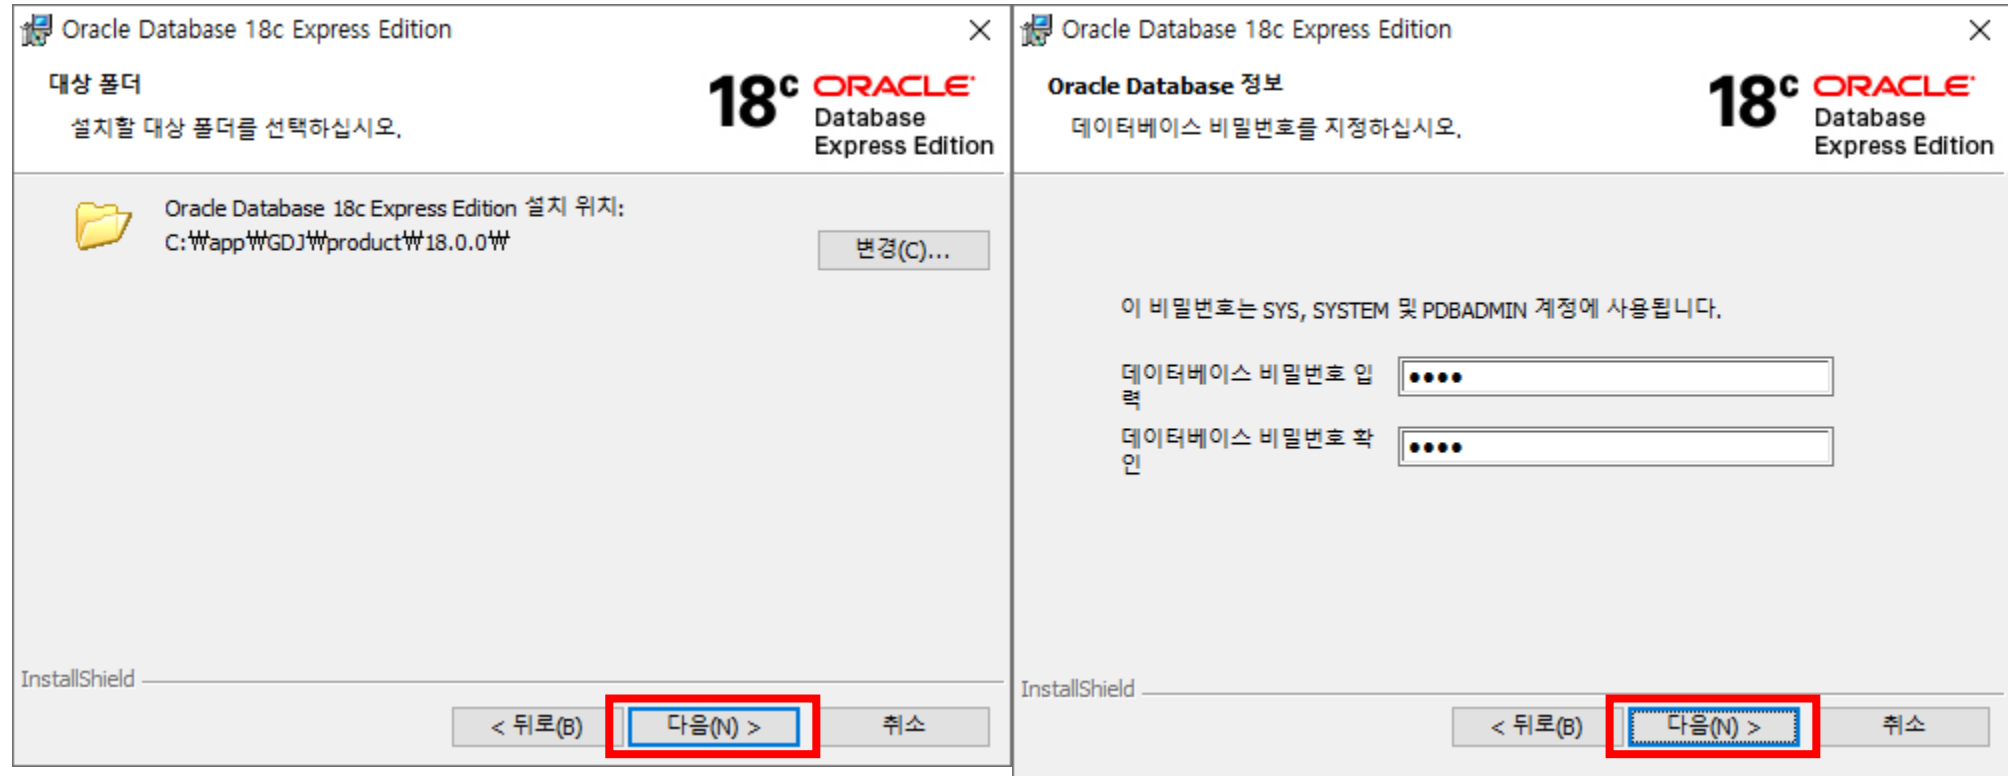 Oracle Database 18c Express Edition
대상 폴더
설치할 대상 폴더를 선택하십시오.
18c ORACLE
Database
Express Edition
Oracle Database 18c Express Edition 설치 위치:
C:₩app₩GDJ₩product₩18.0.0₩
변경(C)...
InstallShield
< 뒤로(B)
다음(N) >
취소
Oracle Database 18c Express Edition
Oracle Database 정보
데이터베이스 비밀번호를 지정하십시오.
18c ORACLE
Database
Express Edition
이 비밀번호는 SYS, SYSTEM 및 PDBADMIN 계정에 사용됩니다.
데이터베이스 비밀번호 입
력
데이터베이스 비밀번호 확
인
InstallShield
< 뒤로(B)
다음(N) >
취소